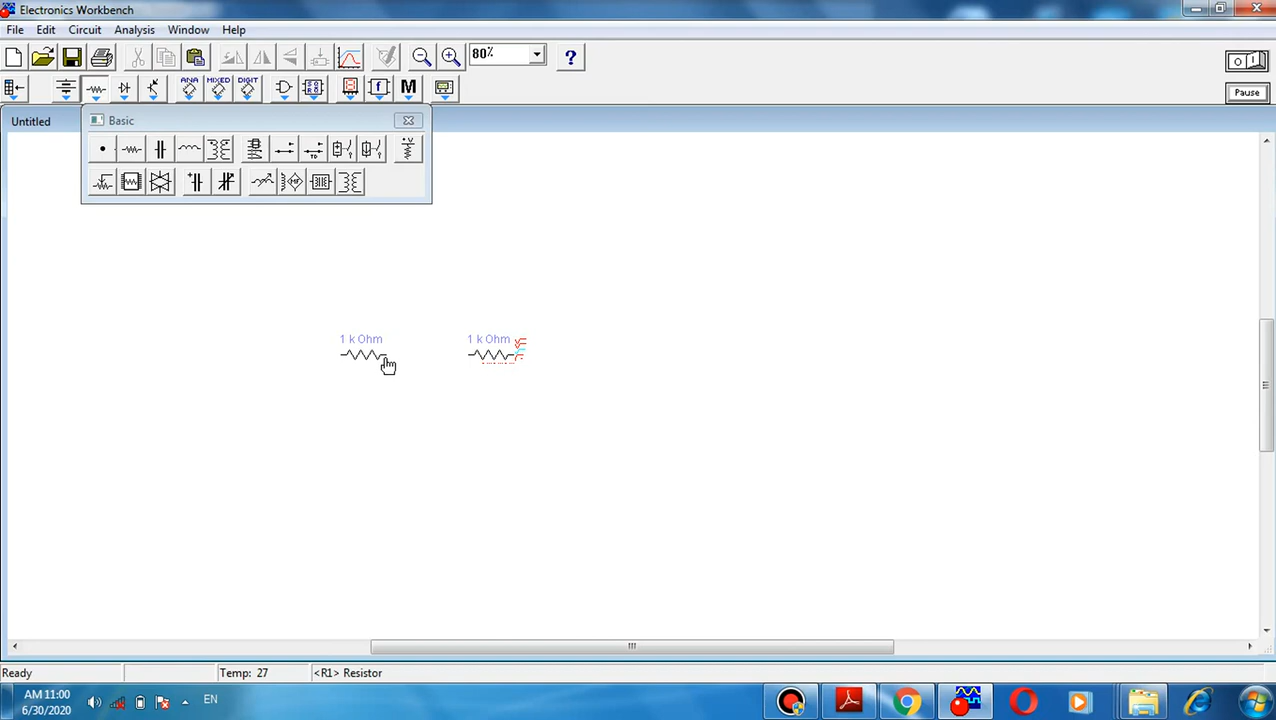 Electronics Workbench
File Edit Circuit Analysis Window Help
80%
?
ANA MIXED DIGIT
M
Pause
Untitled
Basic
1 k Ohm 1 k Ohm
Ready Temp: 27 <R1> Resistor
AM 11:00
EN
6/30/2020